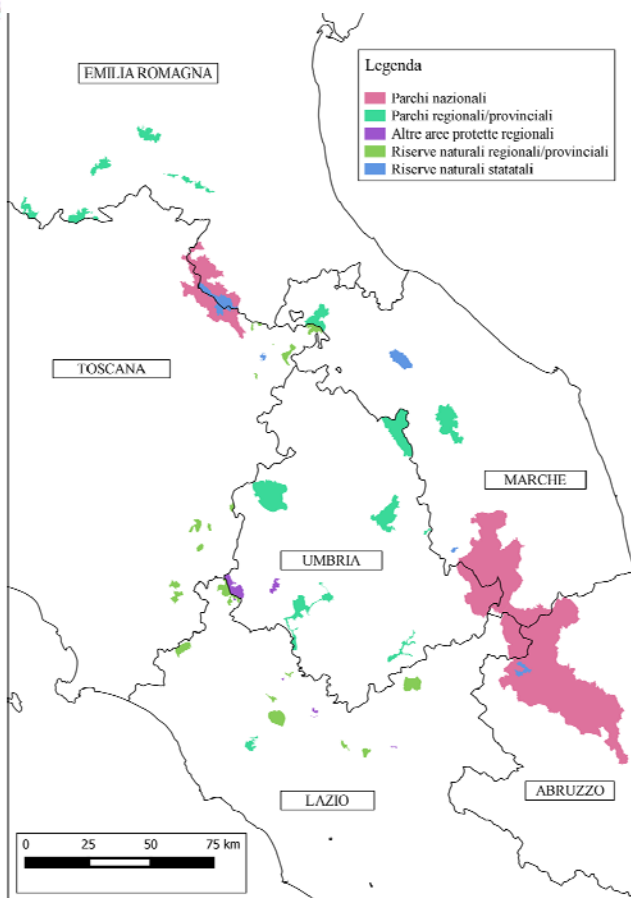 EMILIA ROMAGNA
Legenda
Parchi nazionali
Parchi regionali/provinciali
Altre aree protette regionali
Riserve naturali regionali/provinciali
Riserve naturali statatali
TOSCANA
MARCHE
UMBRIA
LAZIO
ABRUZZO
0 25 50 75 km